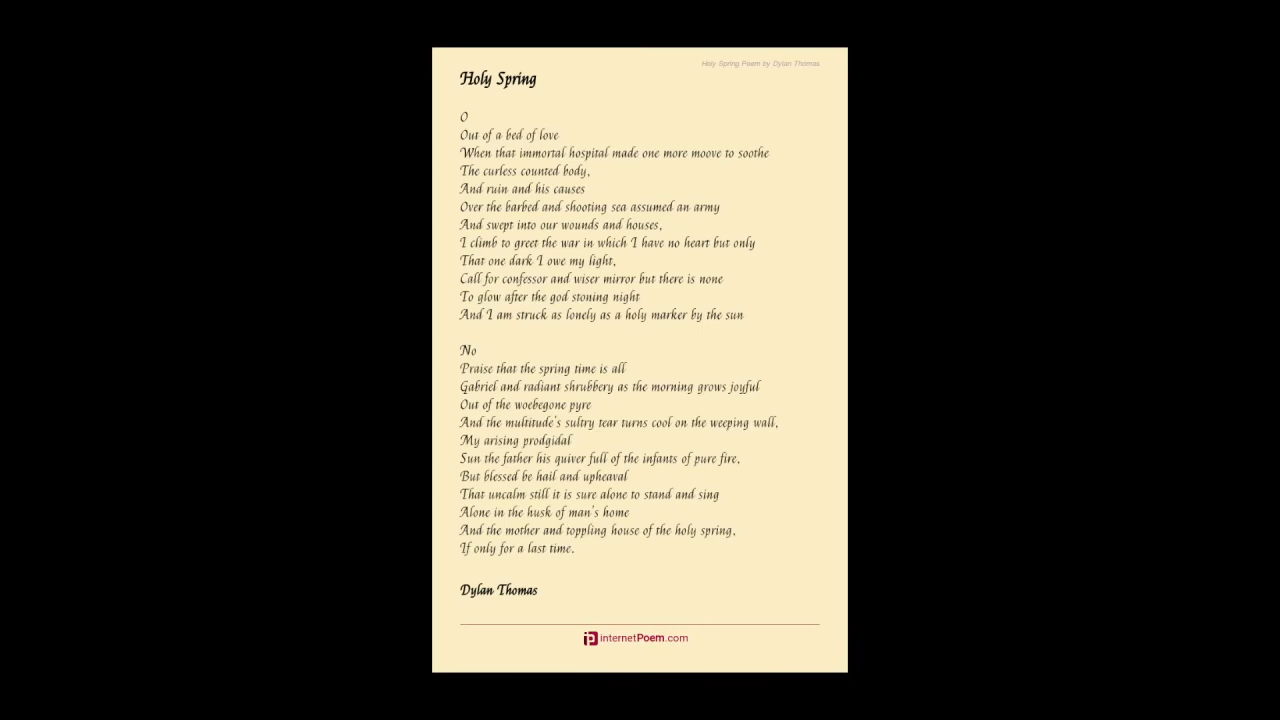 Holy Spring Poem by Dylan Thomas
Holy Spring
O
Out of a bed of love
When that immortal hospital made one more moove to soothe
The curless counted body,
And ruin and his causes
Over the barbed and shooting sea assumed an army
And swept into our wounds and houses,
I climb to greet the war in which I have no heart but only
That one dark I owe my light,
Call for confessor and wiser mirror but there is none
To glow after the god stoning night
And I am struck as lonely as a holy marker by the sun
No
Praise that the spring time is all
Gabriel and radiant shrubbery as the morning grows joyful
Out of the woebegone pyre
And the multitude's sultry tear turns cool on the weeping wall,
My arising prodgidal
Sun the father his quiver full of the infants of pure fire,
But blessed be hail and upheaval
That uncalm still it is sure alone to stand and sing
Alone in the husk of man's home
And the mother and toppling house of the holy spring,
If only for a last time.
Dylan Thomas
internetPoem.com